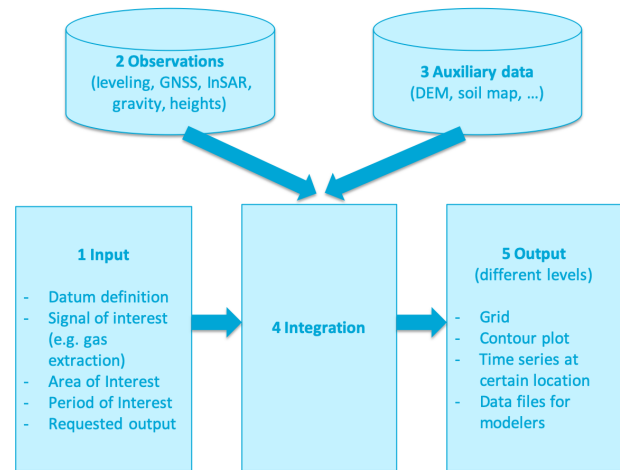 2 Observations
(leveling, GNSS, InSAR,
gravity, heights)
3 Auxiliary data
(DEM, soil map, …)
1 Input
- Datum definition
- Signal of interest
(e.g. gas
extraction)
- Area of Interest
- Period of Interest
- Requested output
4 Integration
5 Output
(different levels)
- Grid
- Contour plot
- Time series at
certain location
- Data files for
modelers